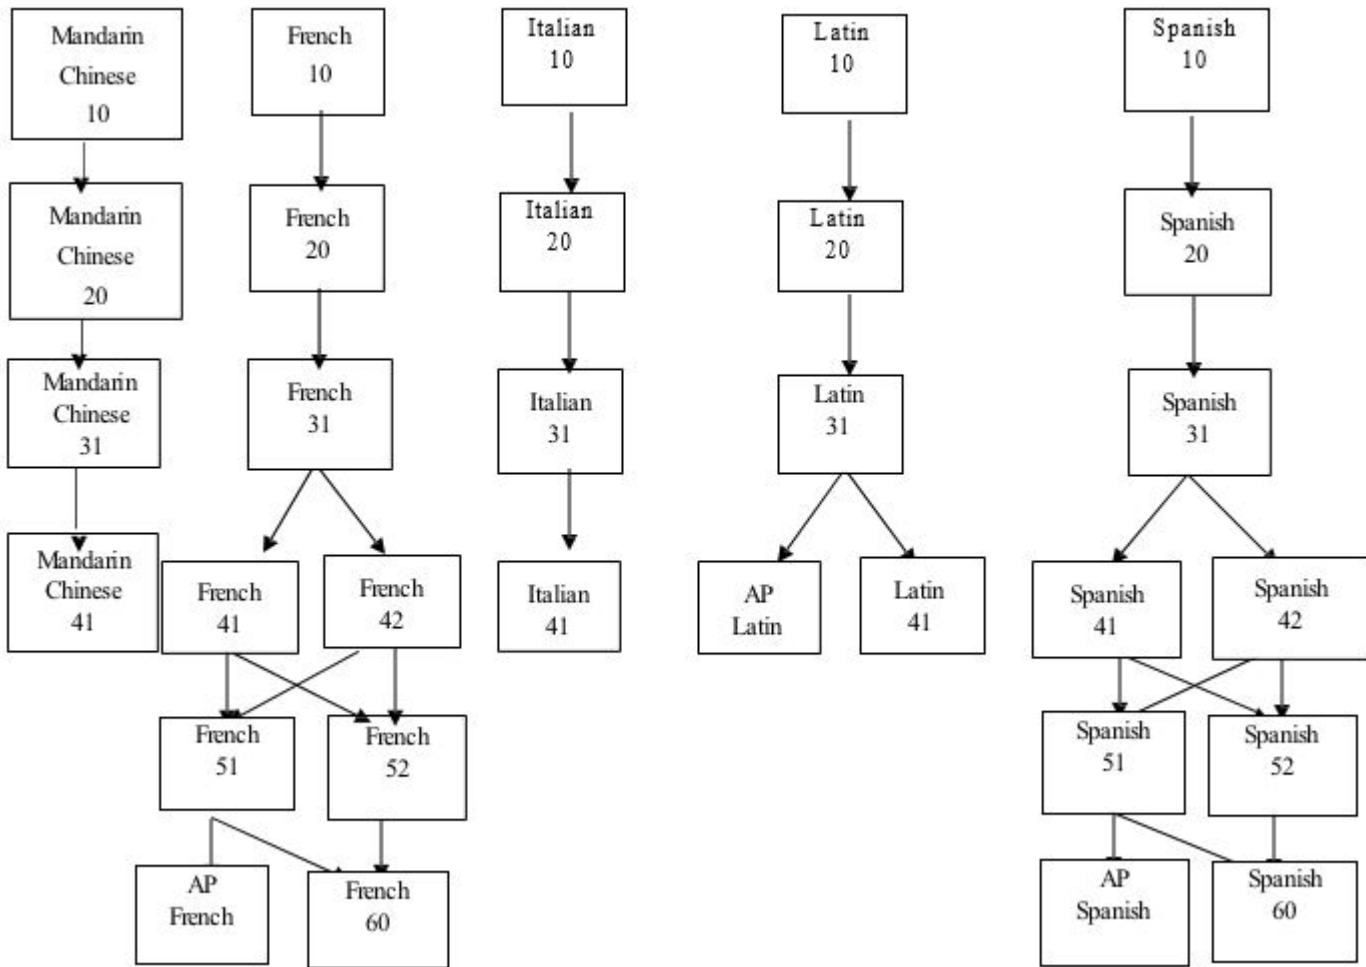 Mandarin
Chinese
10
French
10
Italian
10
Latin
10
Spanish
10
Mandarin
Chinese
20
French
20
Italian
20
Latin
20
Spanish
20
Mandarin
Chinese
31
French
31
Italian
31
Latin
31
Spanish
31
Mandarin
Chinese
41
French
41
French
42
Italian
41
AP
Latin
Latin
41
Spanish
41
Spanish
42
French
51
French
52
Spanish
51
Spanish
52
AP
French
French
60
AP
Spanish
Spanish
60